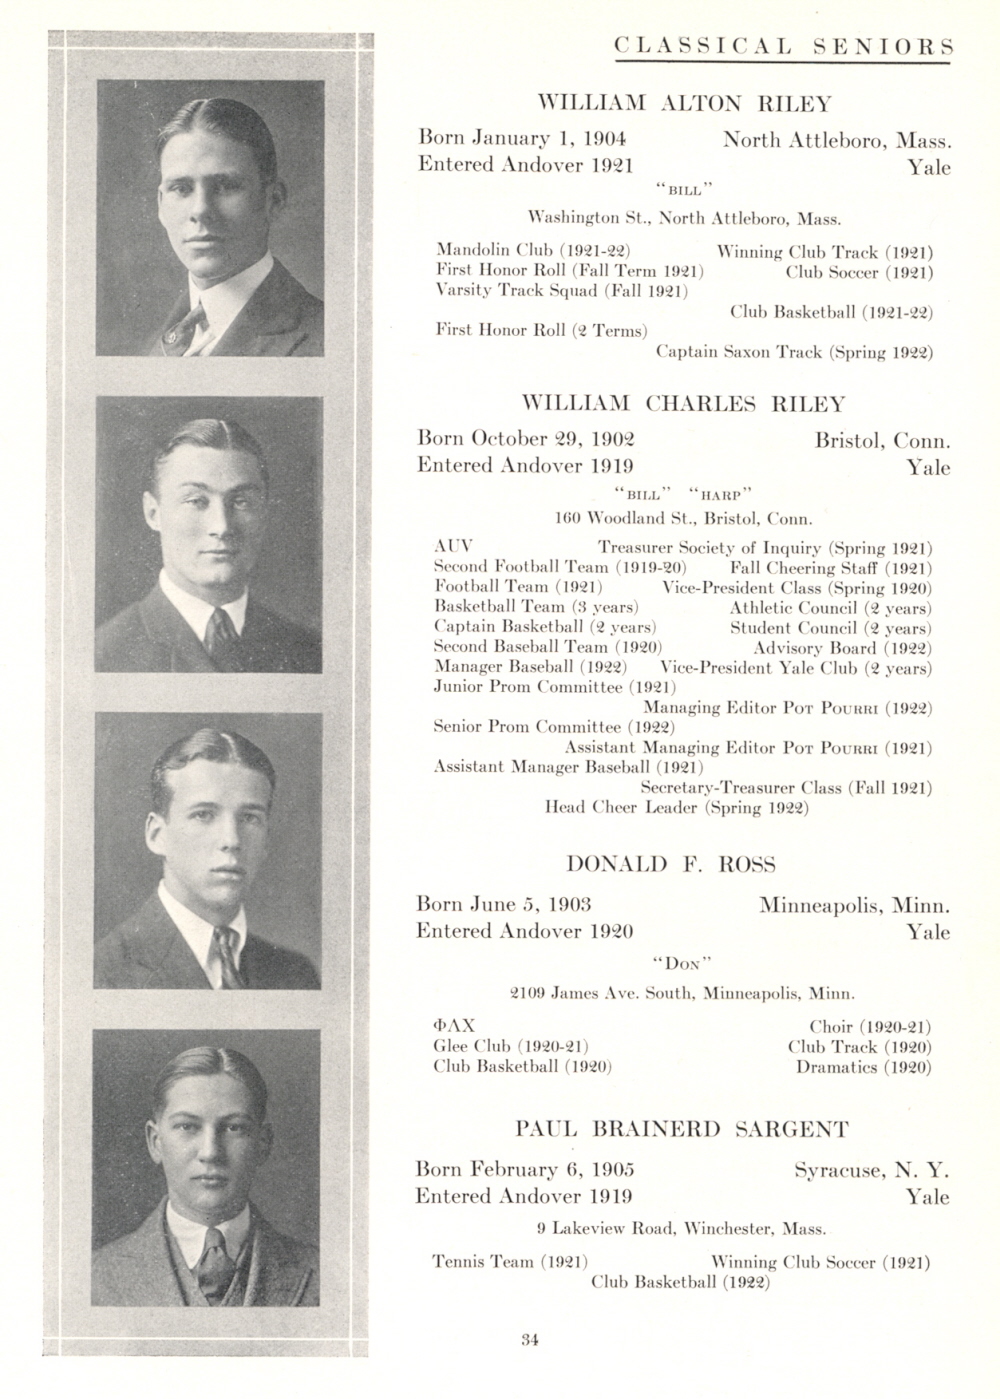 CLASSICAL SENIORS
WILLIAM ALTON RILEY
Born January 1, 1904 North Attleboro, Mass.
Entered Andover 1921 Yale
"BILL"
Washington St., North Attleboro, Mass.
Mandolin Club (1921-22) Winning Club Track (1921)
First Honor Roll (Fall Term 1921) Club Soccer (1921)
Varsity Track Squad (Fall 1921)
Club Basketball (1921-22)
First Honor Roll (2 Terms)
Captain Saxon Track (Spring 1922)
WILLIAM CHARLES RILEY
Born October 29, 1902 Bristol, Conn.
Entered Andover 1919 Yale
"BILL" "HARP"
160 Woodland St., Bristol, Conn.
AUV Treasurer Society of Inquiry (Spring 1921)
Second Football Team (1919-20) Fall Cheering Staff (1921)
Football Team (1921) Vice-President Class (Spring 1920)
Basketball Team (3 years) Athletic Council (2 years)
Captain Basketball (2 years) Student Council (2 years)
Second Baseball Team (1920) Advisory Board (1922)
Manager Baseball (1922) Vice-President Yale Club (2 years)
Junior Prom Committee (1921)
Managing Editor POT POURRI (1922)
Senior Prom Committee (1922)
Assistant Managing Editor POT POURRI (1921)
Assistant Manager Baseball (1921)
Secretary-Treasurer Class (Fall 1921)
Head Cheer Leader (Spring 1922)
DONALD F. ROSS
Born June 5, 1903 Minneapolis, Minn.
Entered Andover 1920 Yale
"DON"
2109 James Ave. South, Minneapolis, Minn.
ΦΛΧ Choir (1920-21)
Glee Club (1920-21) Club Track (1920)
Club Basketball (1920) Dramatics (1920)
PAUL BRAINERD SARGENT
Born February 6, 1905 Syracuse, N. Y.
Entered Andover 1919 Yale
9 Lakeview Road, Winchester, Mass.
Tennis Team (1921) Winning Club Soccer (1921)
Club Basketball (1922)
34